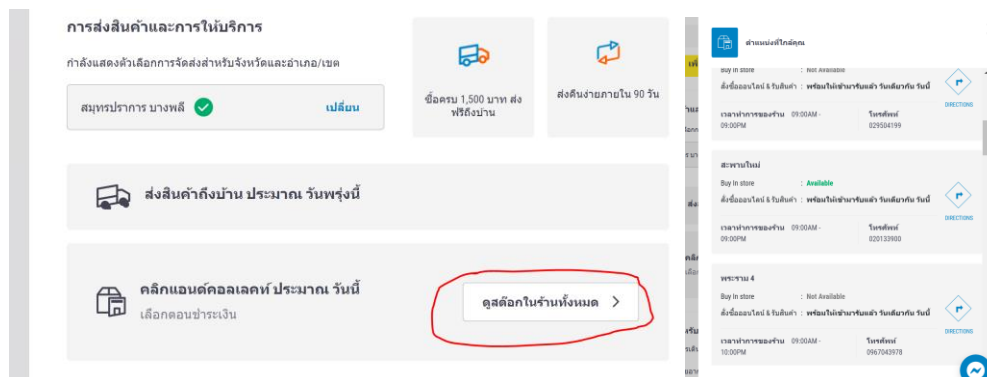 การส่งสินค้าและการให้บริการ
กำลังแสดงตัวเลือกการจัดส่งสำหรับจังหวัดและอำเภอ/เขต
สมุทรปราการ บางพลี
เปลี่ยน
ซื้อครบ 1,500 บาท ส่ง
ฟรีถึงบ้าน
ส่งคืนง่ายภายใน 90 วัน
ส่งสินค้าถึงบ้าน ประมาณ วันพรุ่งนี้
คลิกแอนด์คอลเลคท์ ประมาณ วันนี้
เลือกตอนชำระเงิน
ดูสต๊อกในร้านทั้งหมด
ตำแหน่งที่ใกล้คุณ
Buy in store : Not Available
สั่งซื้อออนไลน์ & รับสินค้า : พร้อมให้เข้ามารับแล้ว วันเดียวกัน วันนี้
DIRECTIONS
เวลาทำการของร้าน 09:00AM -
09:00PM
โทรศัพท์
029504199
สะพานใหม่
Buy in store : Available
สั่งซื้อออนไลน์ & รับสินค้า : พร้อมให้เข้ามารับแล้ว วันเดียวกัน วันนี้
DIRECTIONS
เวลาทำการของร้าน 09:00AM -
09:00PM
โทรศัพท์
020133900
พระราม 4
Buy in store : Not Available
สั่งซื้อออนไลน์ & รับสินค้า : พร้อมให้เข้ามารับแล้ว วันเดียวกัน วันนี้
DIRECTIONS
เวลาทำการของร้าน 09:00AM -
10:00PM
โทรศัพท์
0967043978